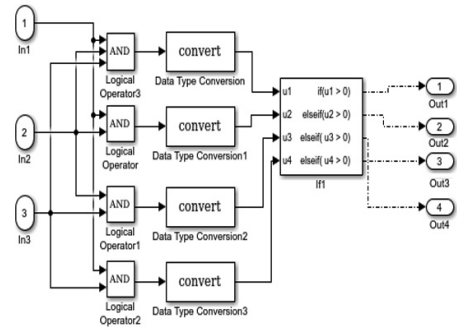 1
In1
2
In2
3
In3
AND
Logical
Operator3
convert
Data Type Conversion
AND
Logical
Operator
convert
Data Type Conversion1
AND
Logical
Operator1
convert
Data Type Conversion2
AND
Logical
Operator2
convert
Data Type Conversion3
u1 if(u1 > 0)
u2 elseif(u2 > 0)
u3 elseif( u3 > 0)
u4 elseif( u4 > 0)
If1
1
Out1
2
Out2
3
Out3
4
Out4